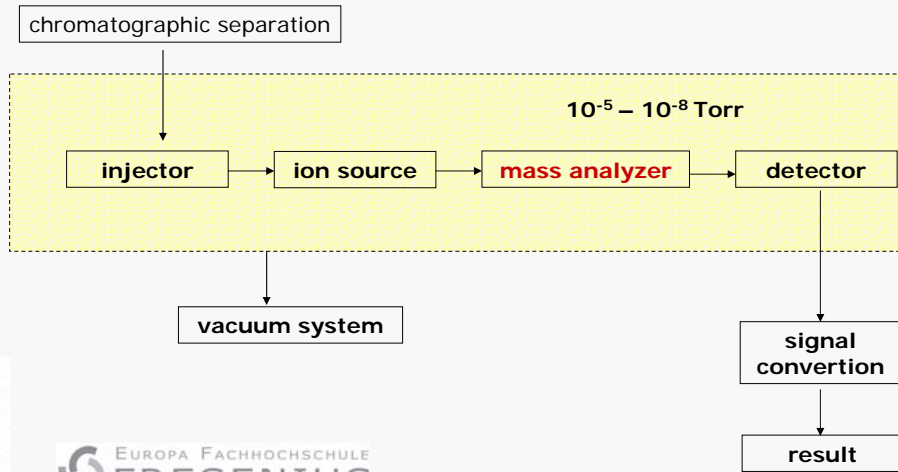 chromatographic separation
10⁻⁵ – 10⁻⁸ Torr
injector
ion source
mass analyzer
detector
vacuum system
signal
convertion
result
EUROPA FACHHOCHSCHULE
FRESENIUS